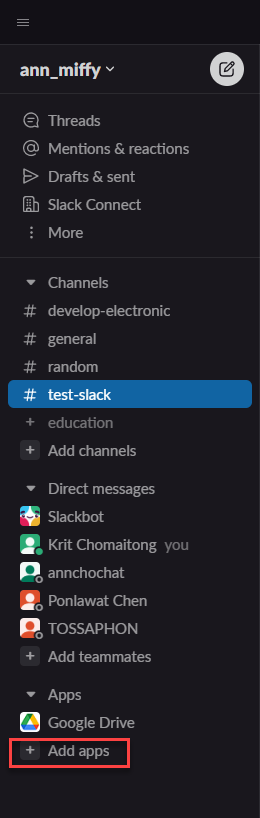 ann_miffy
Threads
Mentions & reactions
Drafts & sent
Slack Connect
More
Channels
# develop-electronic
# general
# random
# test-slack
+ education
+ Add channels
Direct messages
Slackbot
Krit Chomaitong you
annchochat
Ponlawat Chen
TOSSAPHON
+ Add teammates
Apps
Google Drive
+ Add apps